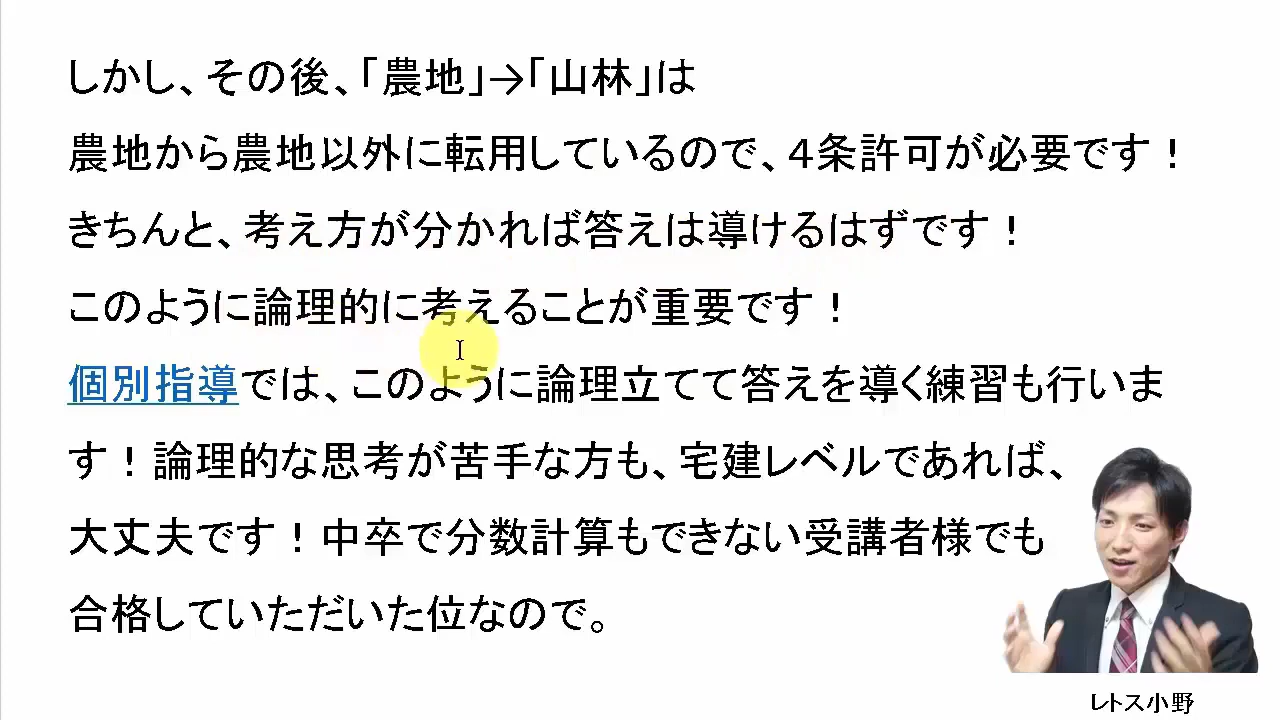 しかし、その後、「農地」→「山林」は
農地から農地以外に転用しているので、４条許可が必要です！
きちんと、考え方が分かれば答えは導けるはずです！
このように論理的に考えることが重要です！
個別指導では、このように論理立てて答えを導く練習も行いま
す！論理的な思考が苦手な方も、宅建レベルであれば、
大丈夫です！中卒で分数計算もできない受講者様でも
合格していただいた位なので。
レトス小野